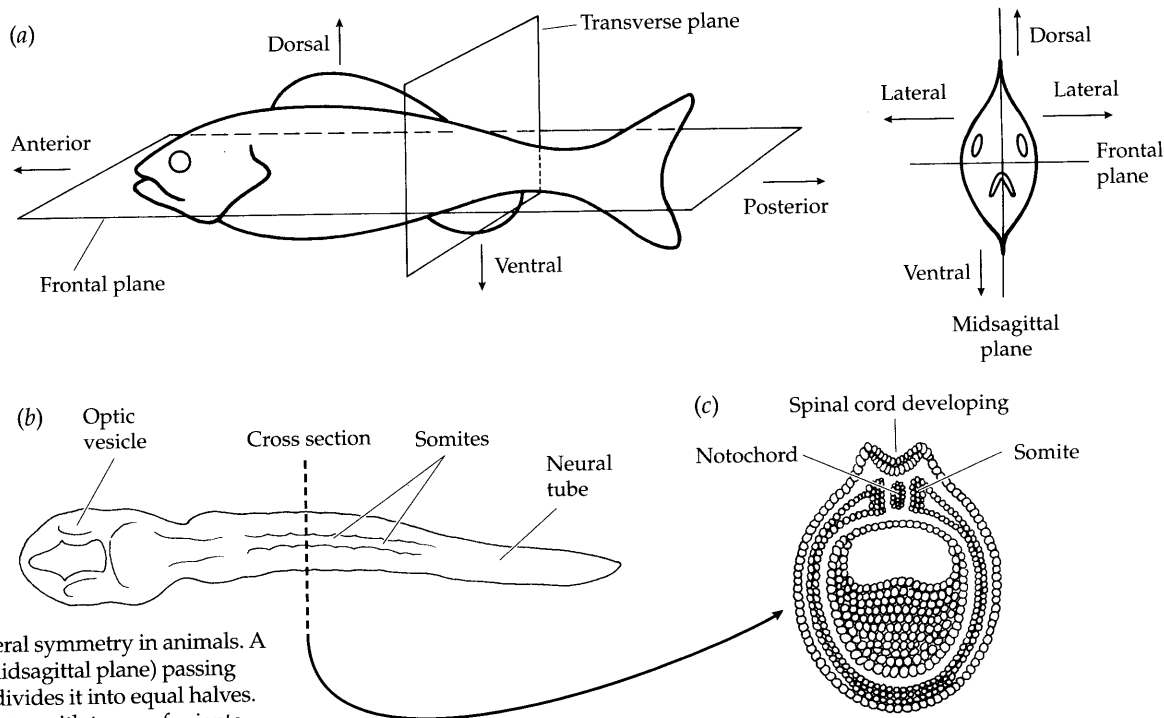 (a)
Dorsal
Transverse plane
Anterior
Posterior
Ventral
Frontal plane
Dorsal
Lateral
Lateral
Frontal
plane
Ventral
Midsagittal
plane
(b)
Optic
vesicle
Cross section
Somites
Neural
tube
(c)
Spinal cord developing
Notochord
Somite
eral symmetry in animals. A
idsagittal plane) passing
divides it into equal halves.